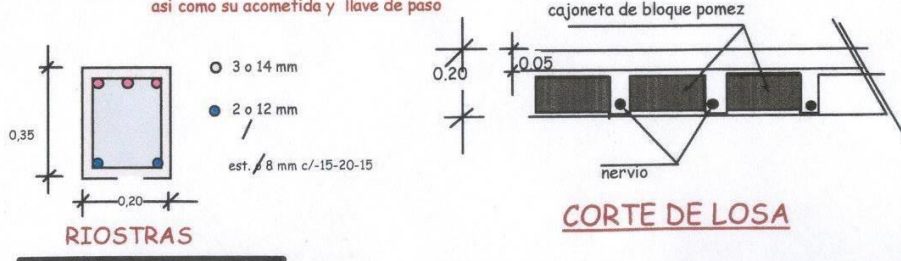 así como su acometida y llave de paso
3 o 14 mm
2 o 12 mm
est. ø 8 mm c/-15-20-15
0,35
0,20
RIOSTRAS
cajoneta de bloque pomez
0.20
0.05
nervio
CORTE DE LOSA